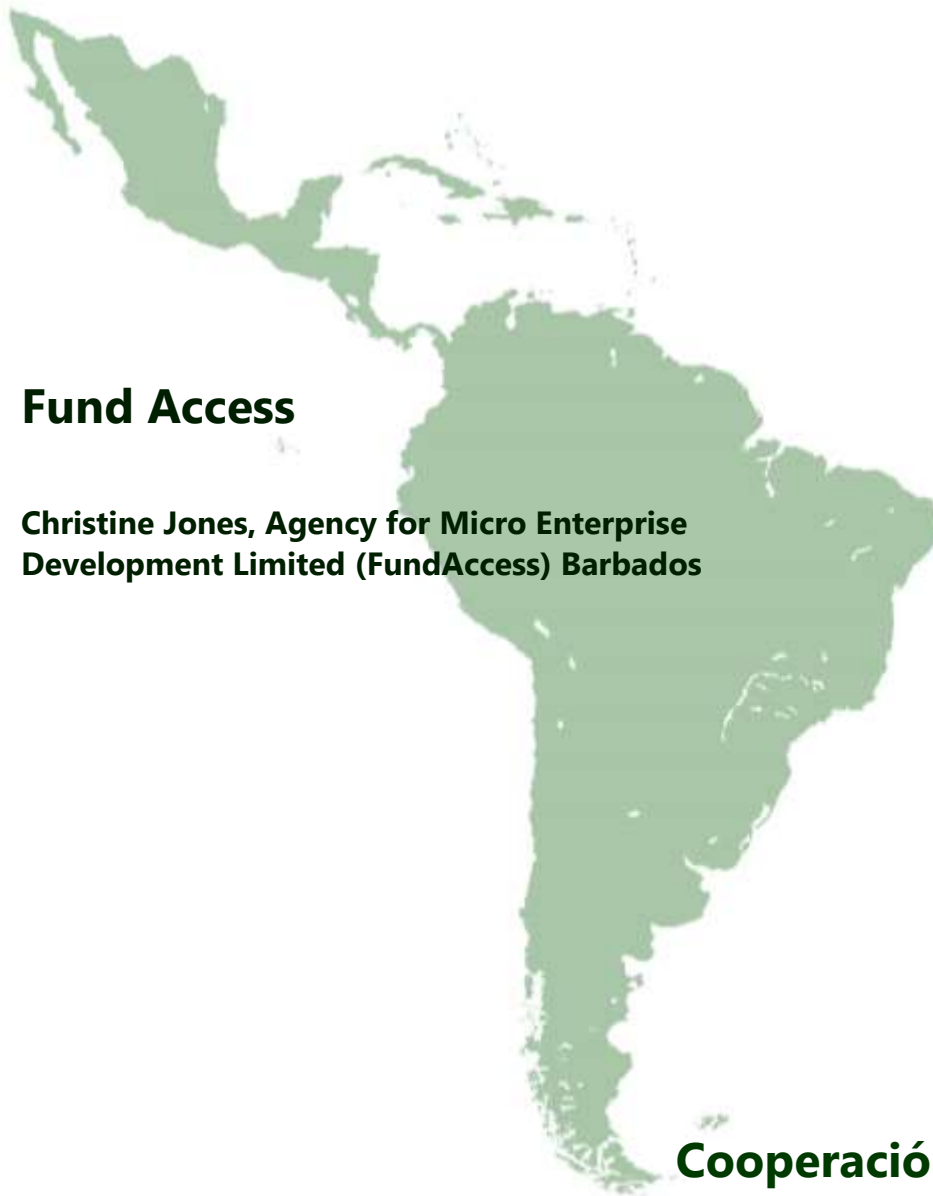 Fund Access
Christine Jones, Agency for Micro Enterprise
Development Limited (FundAccess) Barbados
Cooperació